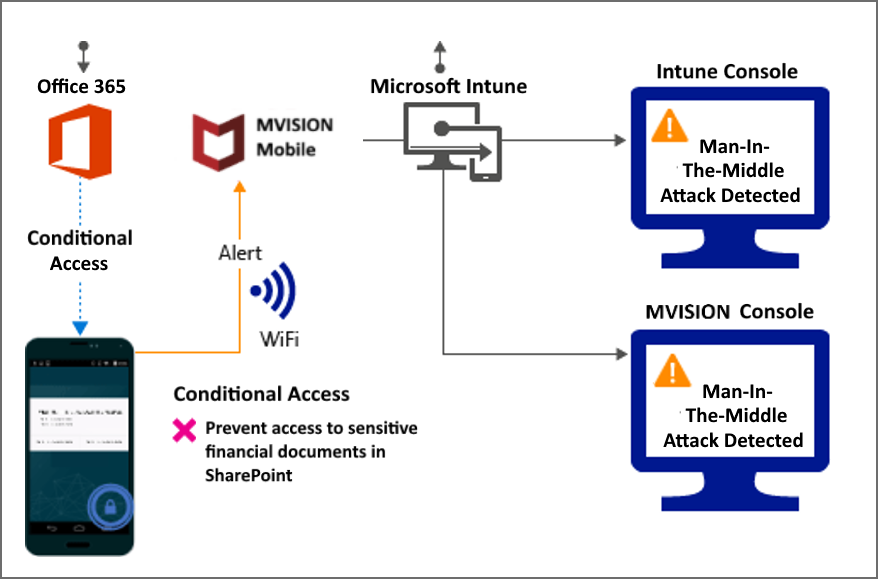 Office 365
MVISION
Mobile
Microsoft Intune
Intune Console
Man-In-
The-Middle
Attack Detected
Conditional
Access
Alert
WiFi
MVISION Console
Man-In-
The-Middle
Attack Detected
Conditional Access
Prevent access to sensitive
financial documents in
SharePoint